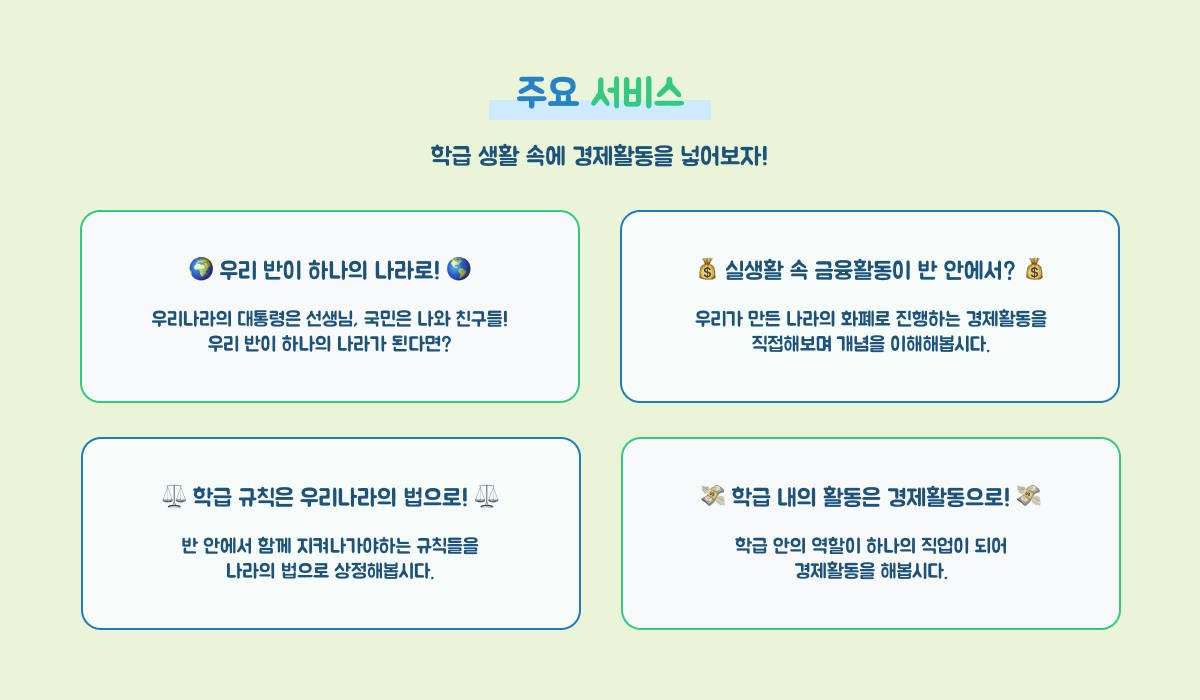 주요 서비스
학급 생활 속에 경제활동을 넣어보자!
🌍 우리 반이 하나의 나라로! 🌎
우리나라의 대통령은 선생님, 국민은 나와 친구들!
우리 반이 하나의 나라가 된다면?
💰 실생활 속 금융활동이 반 안에서? 💰
우리가 만든 나라의 화폐로 진행하는 경제활동을
직접해보며 개념을 이해해봅시다.
⚖️ 학급 규칙은 우리나라의 법으로! ⚖️
반 안에서 함께 지켜나가야하는 규칙들을
나라의 법으로 상정해봅시다.
💸 학급 내의 활동은 경제활동으로! 💸
학급 안의 역할이 하나의 직업이 되어
경제활동을 해봅시다.